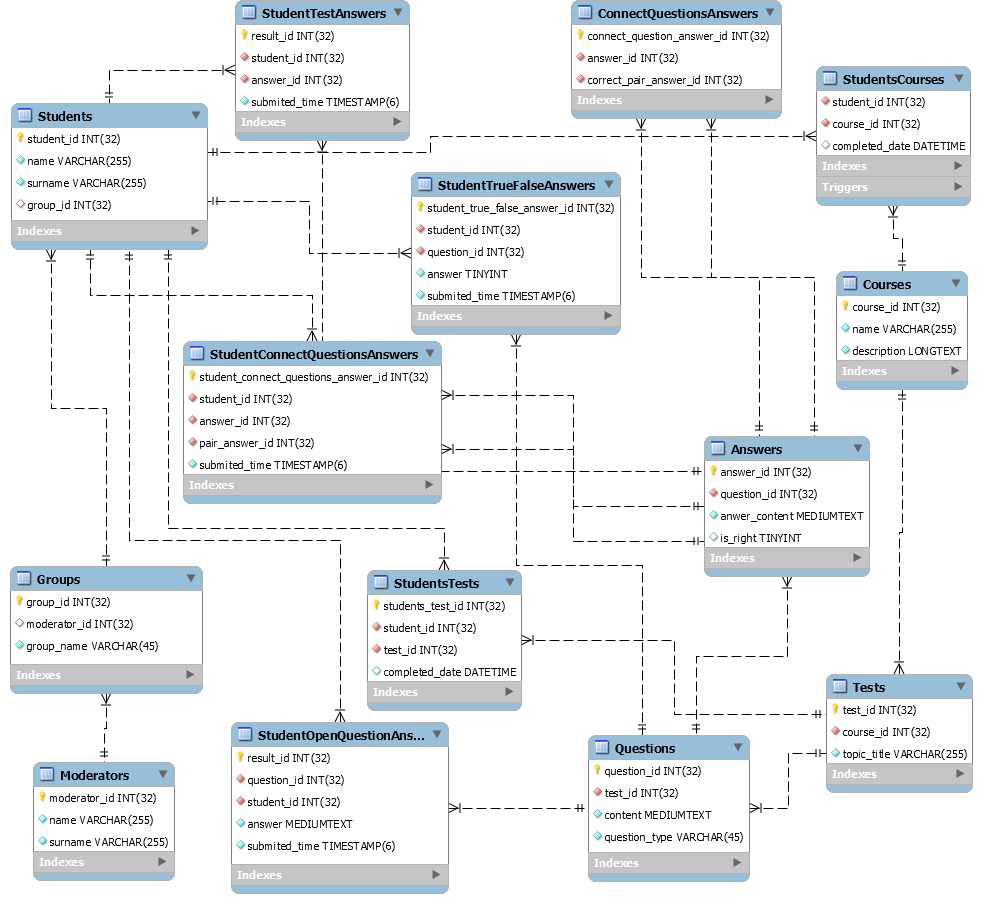 StudentTestAnswers
result_id INT(32)
student_id INT(32)
answer_id INT(32)
submited_time TIMESTAMP(6)
Indexes
ConnectQuestionsAnswers
connect_question_answer_id INT(32)
answer_id INT(32)
correct_pair_answer_id INT(32)
Indexes
StudentsCourses
student_id INT(32)
course_id INT(32)
completed_date DATETIME
Indexes
Triggers
Students
student_id INT(32)
name VARCHAR(255)
surname VARCHAR(255)
group_id INT(32)
Indexes
StudentTrueFalseAnswers
student_true_false_answer_id INT(32)
student_id INT(32)
question_id INT(32)
answer TINYINT
submited_time TIMESTAMP(6)
Indexes
Courses
course_id INT(32)
name VARCHAR(255)
description LONGTEXT
Indexes
StudentConnectQuestionsAnswers
student_connect_questions_answer_id INT(32)
student_id INT(32)
answer_id INT(32)
pair_answer_id INT(32)
submited_time TIMESTAMP(6)
Indexes
Answers
answer_id INT(32)
question_id INT(32)
anwer_content MEDIUMTEXT
is_right TINYINT
Indexes
Groups
group_id INT(32)
moderator_id INT(32)
group_name VARCHAR(45)
Indexes
StudentsTests
students_test_id INT(32)
student_id INT(32)
test_id INT(32)
completed_date DATETIME
Indexes
Tests
test_id INT(32)
course_id INT(32)
topic_title VARCHAR(255)
Indexes
StudentOpenQuestionAns...
result_id INT(32)
question_id INT(32)
student_id INT(32)
answer MEDIUMTEXT
submited_time TIMESTAMP(6)
Indexes
Questions
question_id INT(32)
test_id INT(32)
content MEDIUMTEXT
question_type VARCHAR(45)
Indexes
Moderators
moderator_id INT(32)
name VARCHAR(255)
surname VARCHAR(255)
Indexes